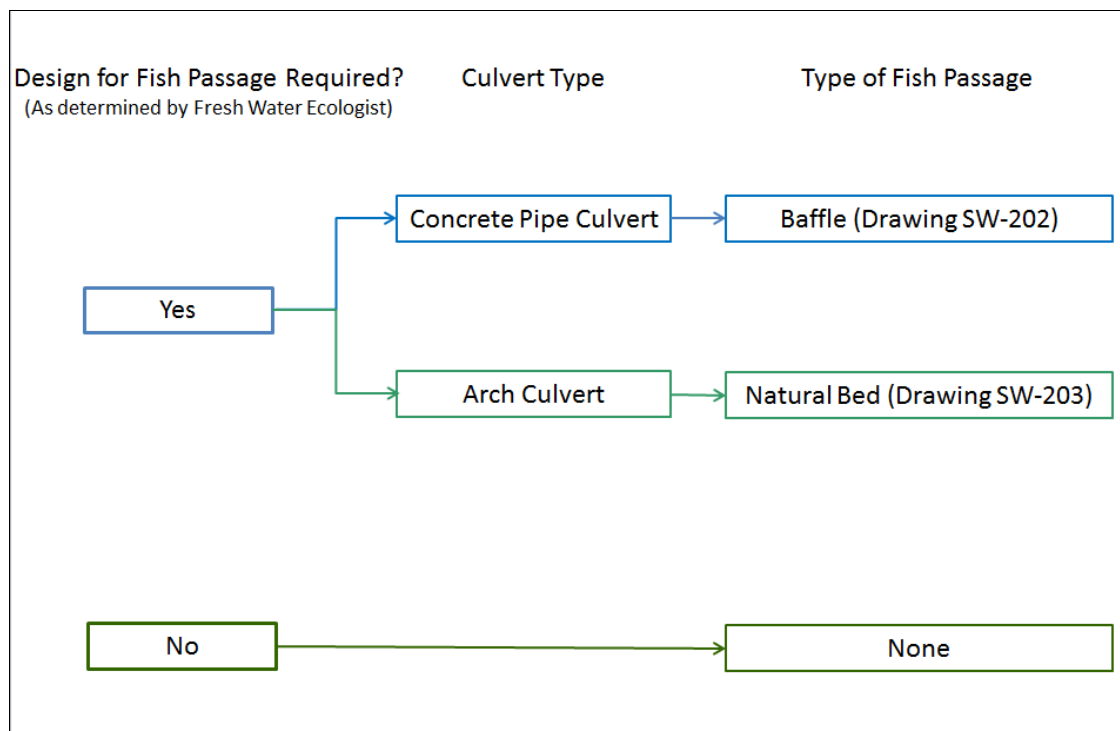 Design for Fish Passage Required?
(As determined by Fresh Water Ecologist)
Culvert Type
Type of Fish Passage
Concrete Pipe Culvert
Baffle (Drawing SW-202)
Yes
Arch Culvert
Natural Bed (Drawing SW-203)
No
None